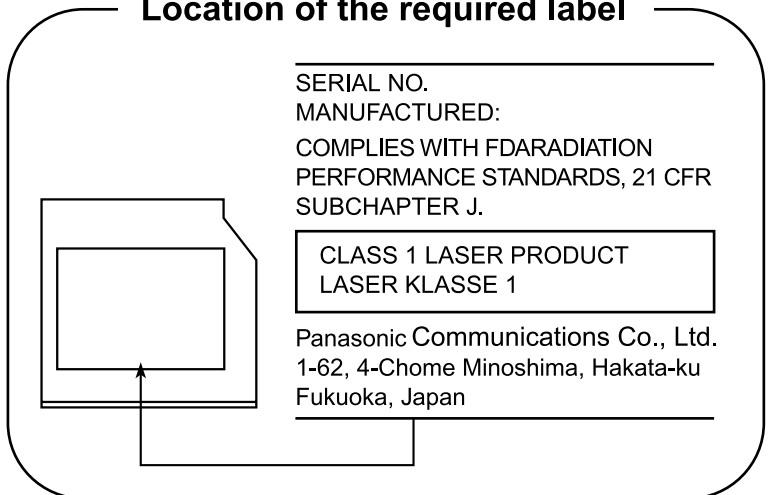 Location of the required label
SERIAL NO.
MANUFACTURED:
COMPLIES WITH FDARADIATION
PERFORMANCE STANDARDS, 21 CFR
SUBCHAPTER J.
CLASS 1 LASER PRODUCT
LASER KLASSE 1
Panasonic Communications Co., Ltd.
1-62, 4-Chome Minoshima, Hakata-ku
Fukuoka, Japan